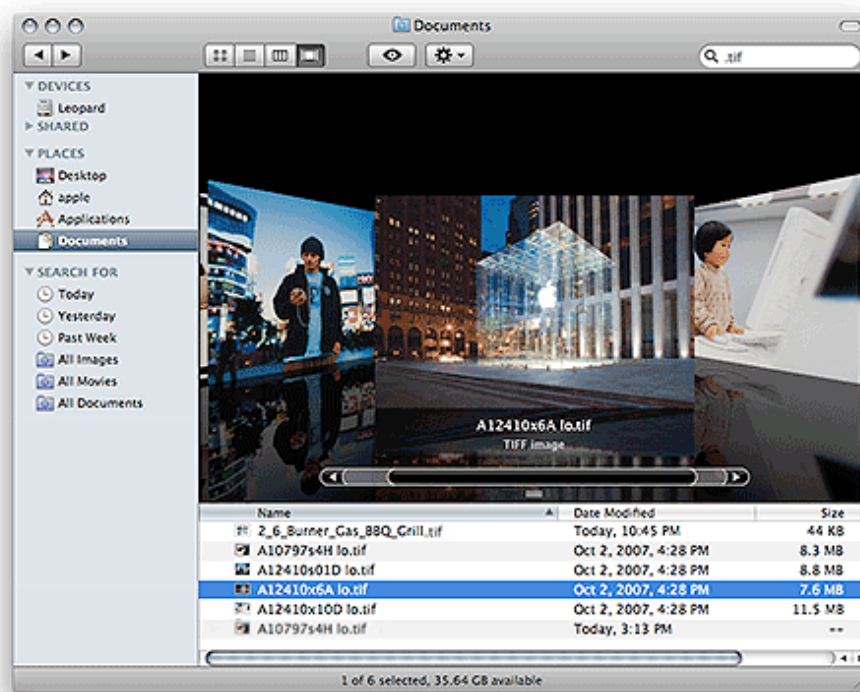 Documents
.tif
DEVICES
Leopard
SHARED
PLACES
Desktop
apple
Applications
Documents
SEARCH FOR
Today
Yesterday
Past Week
All Images
All Movies
All Documents
A12410x6A lo.tif
TIFF image
Name Date Modified Size
2_6_Burner_Gas_BBQ_Grill.tif Today, 10:45 PM 44 KB
A10797s4H lo.tif Oct 2, 2007, 4:28 PM 8.3 MB
A12410s01D lo.tif Oct 2, 2007, 4:28 PM 8.8 MB
A12410x6A lo.tif Oct 2, 2007, 4:28 PM 7.6 MB
A12410x10D lo.tif Oct 2, 2007, 4:28 PM 11.5 MB
A10797s4H lo.tif Today, 3:13 PM --
1 of 6 selected, 35.64 GB available